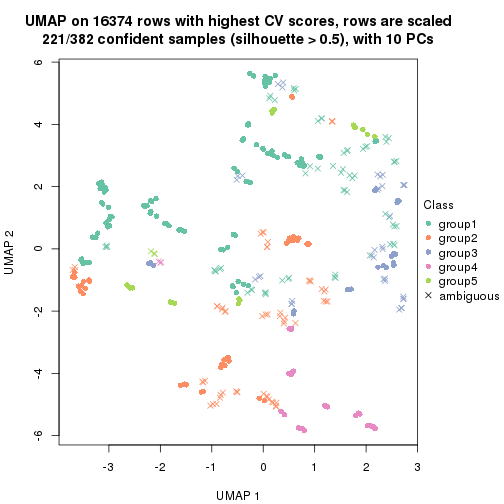 UMAP on 16374 rows with highest CV scores, rows are scaled
221/382 confident samples (silhouette > 0.5), with 10 PCs
6
4
2
0
-2
-4
-6
UMAP 2
-3
-2
-1
0
1
2
3
UMAP 1
Class
group1
group2
group3
group4
group5
ambiguous